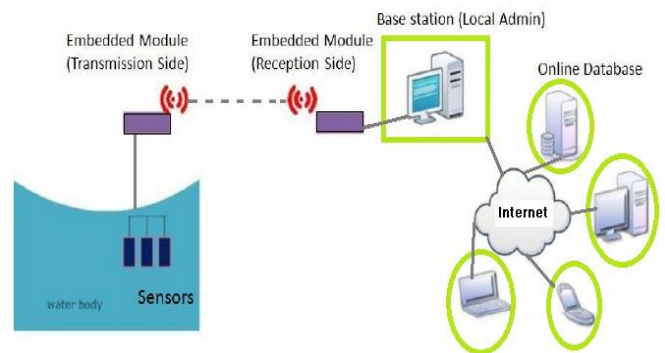 Base station (Local Admin)
Embedded Module
(Transmission Side)
Embedded Module
(Reception Side)
Online Database
Internet
water body
Sensors